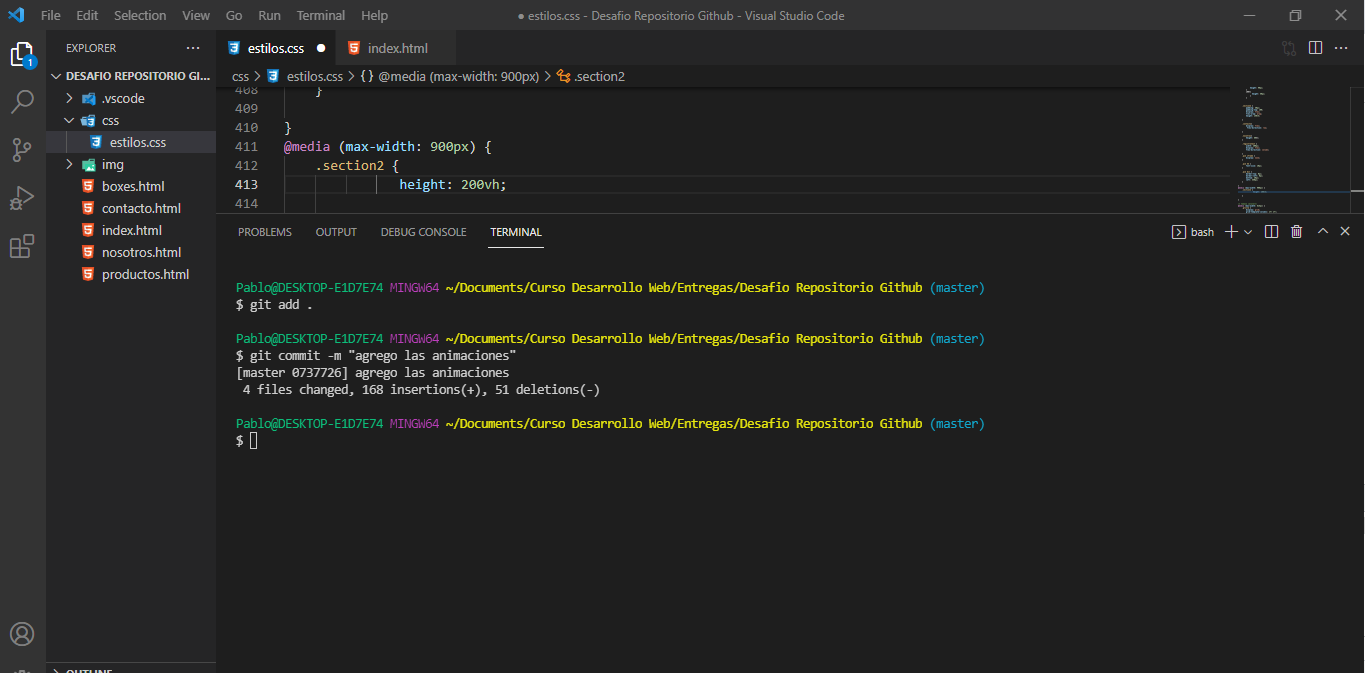 File Edit Selection View Go Run Terminal Help
● estilos.css - Desafio Repositorio Github - Visual Studio Code
EXPLORER
estilos.css
index.html
1
DESAFIO REPOSITORIO GI...
css > estilos.css > {} @media (max-width: 900px) > .section2
.vscode
css
estilos.css
img
boxes.html
contacto.html
index.html
nosotros.html
productos.html
408 }
409
410 }
411 @media (max-width: 900px) {
412 .section2 {
413 height: 200vh;
414
PROBLEMS OUTPUT DEBUG CONSOLE TERMINAL
bash
Pablo@DESKTOP-E1D7E74 MINGW64 ~/Documents/Curso Desarrollo Web/Entregas/Desafio Repositorio Github (master)
$ git add .
Pablo@DESKTOP-E1D7E74 MINGW64 ~/Documents/Curso Desarrollo Web/Entregas/Desafio Repositorio Github (master)
$ git commit -m "agrego las animaciones"
[master 0737726] agrego las animaciones
4 files changed, 168 insertions(+), 51 deletions(-)
Pablo@DESKTOP-E1D7E74 MINGW64 ~/Documents/Curso Desarrollo Web/Entregas/Desafio Repositorio Github (master)
$
OUTLINE